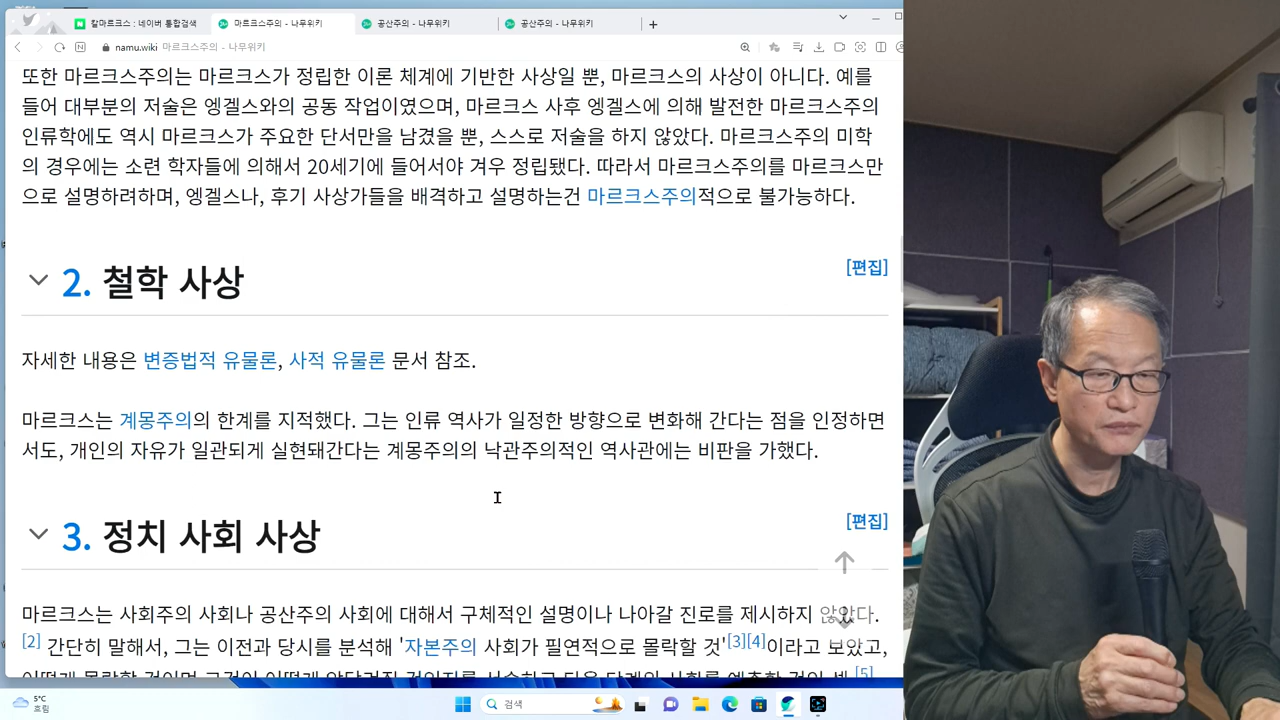 칼마르크스 : 네이버 통합검색
마르크스주의 - 나무위키
공산주의 - 나무위키
공산주의 - 나무위키
namu.wiki 마르크스주의 - 나무위키
또한 마르크스주의는 마르크스가 정립한 이론 체계에 기반한 사상일 뿐, 마르크스의 사상이 아니다. 예를
들어 대부분의 저술은 엥겔스와의 공동 작업이였으며, 마르크스 사후 엥겔스에 의해 발전한 마르크스주의
인류학에도 역시 마르크스가 주요한 단서만을 남겼을 뿐, 스스로 저술을 하지 않았다. 마르크스주의 미학
의 경우에는 소련 학자들에 의해서 20세기에 들어서야 겨우 정립됐다. 따라서 마르크스주의를 마르크스만
으로 설명하려하며, 엥겔스나, 후기 사상가들을 배격하고 설명하는건 마르크스주의적으로 불가능하다.
2. 철학 사상
[편집]
자세한 내용은 변증법적 유물론, 사적 유물론 문서 참조.
마르크스는 계몽주의의 한계를 지적했다. 그는 인류 역사가 일정한 방향으로 변화해 간다는 점을 인정하면
서도, 개인의 자유가 일관되게 실현돼간다는 계몽주의의 낙관주의적인 역사관에는 비판을 가했다.
3. 정치 사회 사상
[편집]
마르크스는 사회주의 사회나 공산주의 사회에 대해서 구체적인 설명이나 나아갈 진로를 제시하지 않았다.
[2] 간단히 말해서, 그는 이전과 당시를 분석해 '자본주의 사회가 필연적으로 몰락할 것'[3][4]이라고 보았고,
5°C
흐림
검색